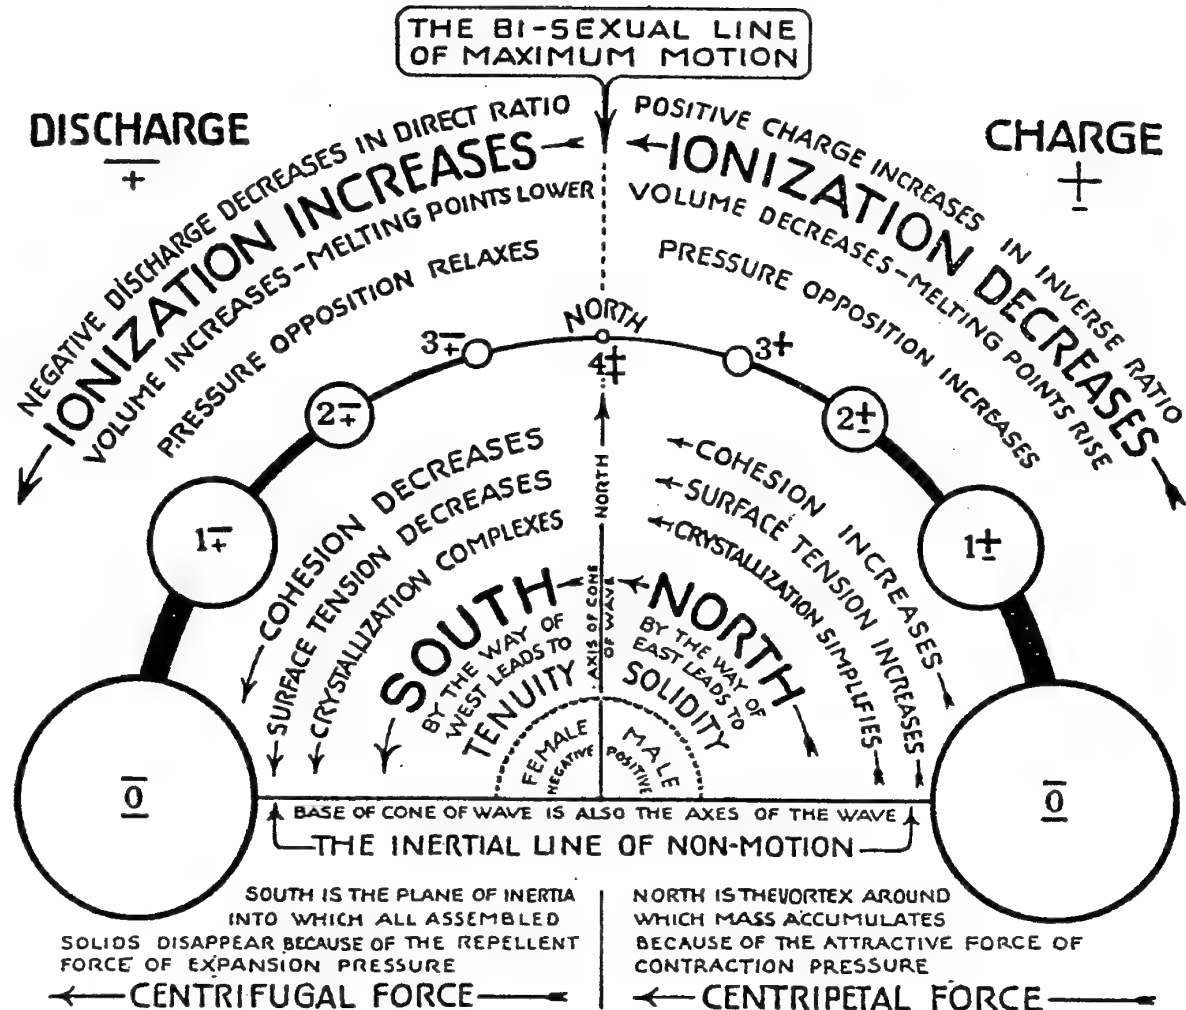 THE BI-SEXUAL LINE
OF MAXIMUM MOTION
DISCHARGE
− +
CHARGE
+ −
NEGATIVE DISCHARGE DECREASES IN DIRECT RATIO
IONIZATION INCREASES
VOLUME INCREASES-MELTING POINTS LOWER
PRESSURE OPPOSITION RELAXES
POSITIVE CHARGE INCREASES IN INVERSE RATIO
IONIZATION DECREASES
VOLUME DECREASES-MELTING POINTS RISE
PRESSURE OPPOSITION INCREASES
NORTH
4‡
3∓
3±
2∓
2±
1∓
1±
0
0
COHESION DECREASES
SURFACE TENSION DECREASES
CRYSTALLIZATION COMPLEXES
COHESION INCREASES
SURFACE TENSION INCREASES
CRYSTALLIZATION SIMPLIFIES
NORTH
AXIS OF CONE
OF WAVE
SOUTH
BY THE WAY OF
WEST LEADS TO
TENUITY
NORTH
BY THE WAY OF
EAST LEADS TO
SOLIDITY
FEMALE
NEGATIVE
MALE
POSITIVE
BASE OF CONE OF WAVE IS ALSO THE AXES OF THE WAVE
THE INERTIAL LINE OF NON-MOTION
SOUTH IS THE PLANE OF INERTIA
INTO WHICH ALL ASSEMBLED
SOLIDS DISAPPEAR BECAUSE OF THE REPELLENT
FORCE OF EXPANSION PRESSURE
CENTRIFUGAL FORCE
NORTH IS THE VORTEX AROUND
WHICH MASS ACCUMULATES
BECAUSE OF THE ATTRACTIVE FORCE OF
CONTRACTION PRESSURE
CENTRIPETAL FORCE